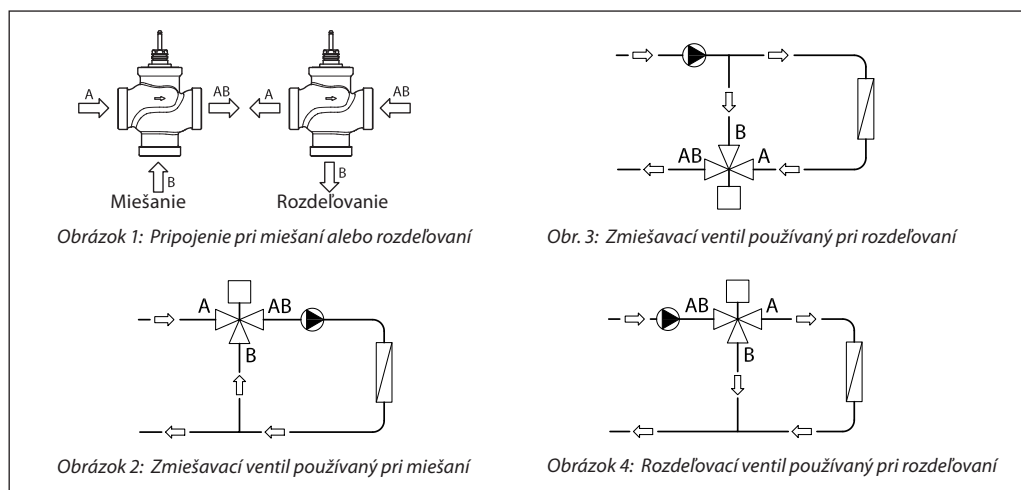 A AB A AB
B B
Miešanie Rozdeľovanie
Obrázok 1: Pripojenie pri miešaní alebo rozdeľovaní
B
AB A
Obr. 3: Zmiešavací ventil používaný pri rozdeľovaní
A AB
B
Obrázok 2: Zmiešavací ventil používaný pri miešaní
AB A
B
Obrázok 4: Rozdeľovací ventil používaný pri rozdeľovaní